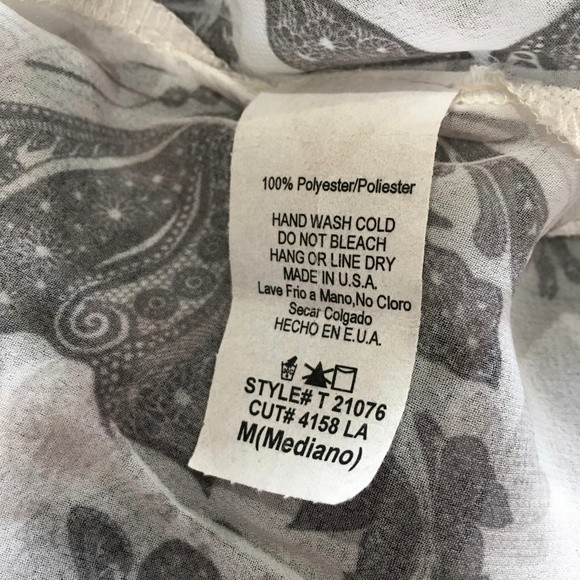 100% Polyester/Poliester
HAND WASH COLD
DO NOT BLEACH
HANG OR LINE DRY
MADE IN U.S.A.
Lave Frio a Mano,No Cloro
Secar Colgado
HECHO EN E.U.A.
STYLE# T 21076
CUT# 4158 LA
M(Mediano)